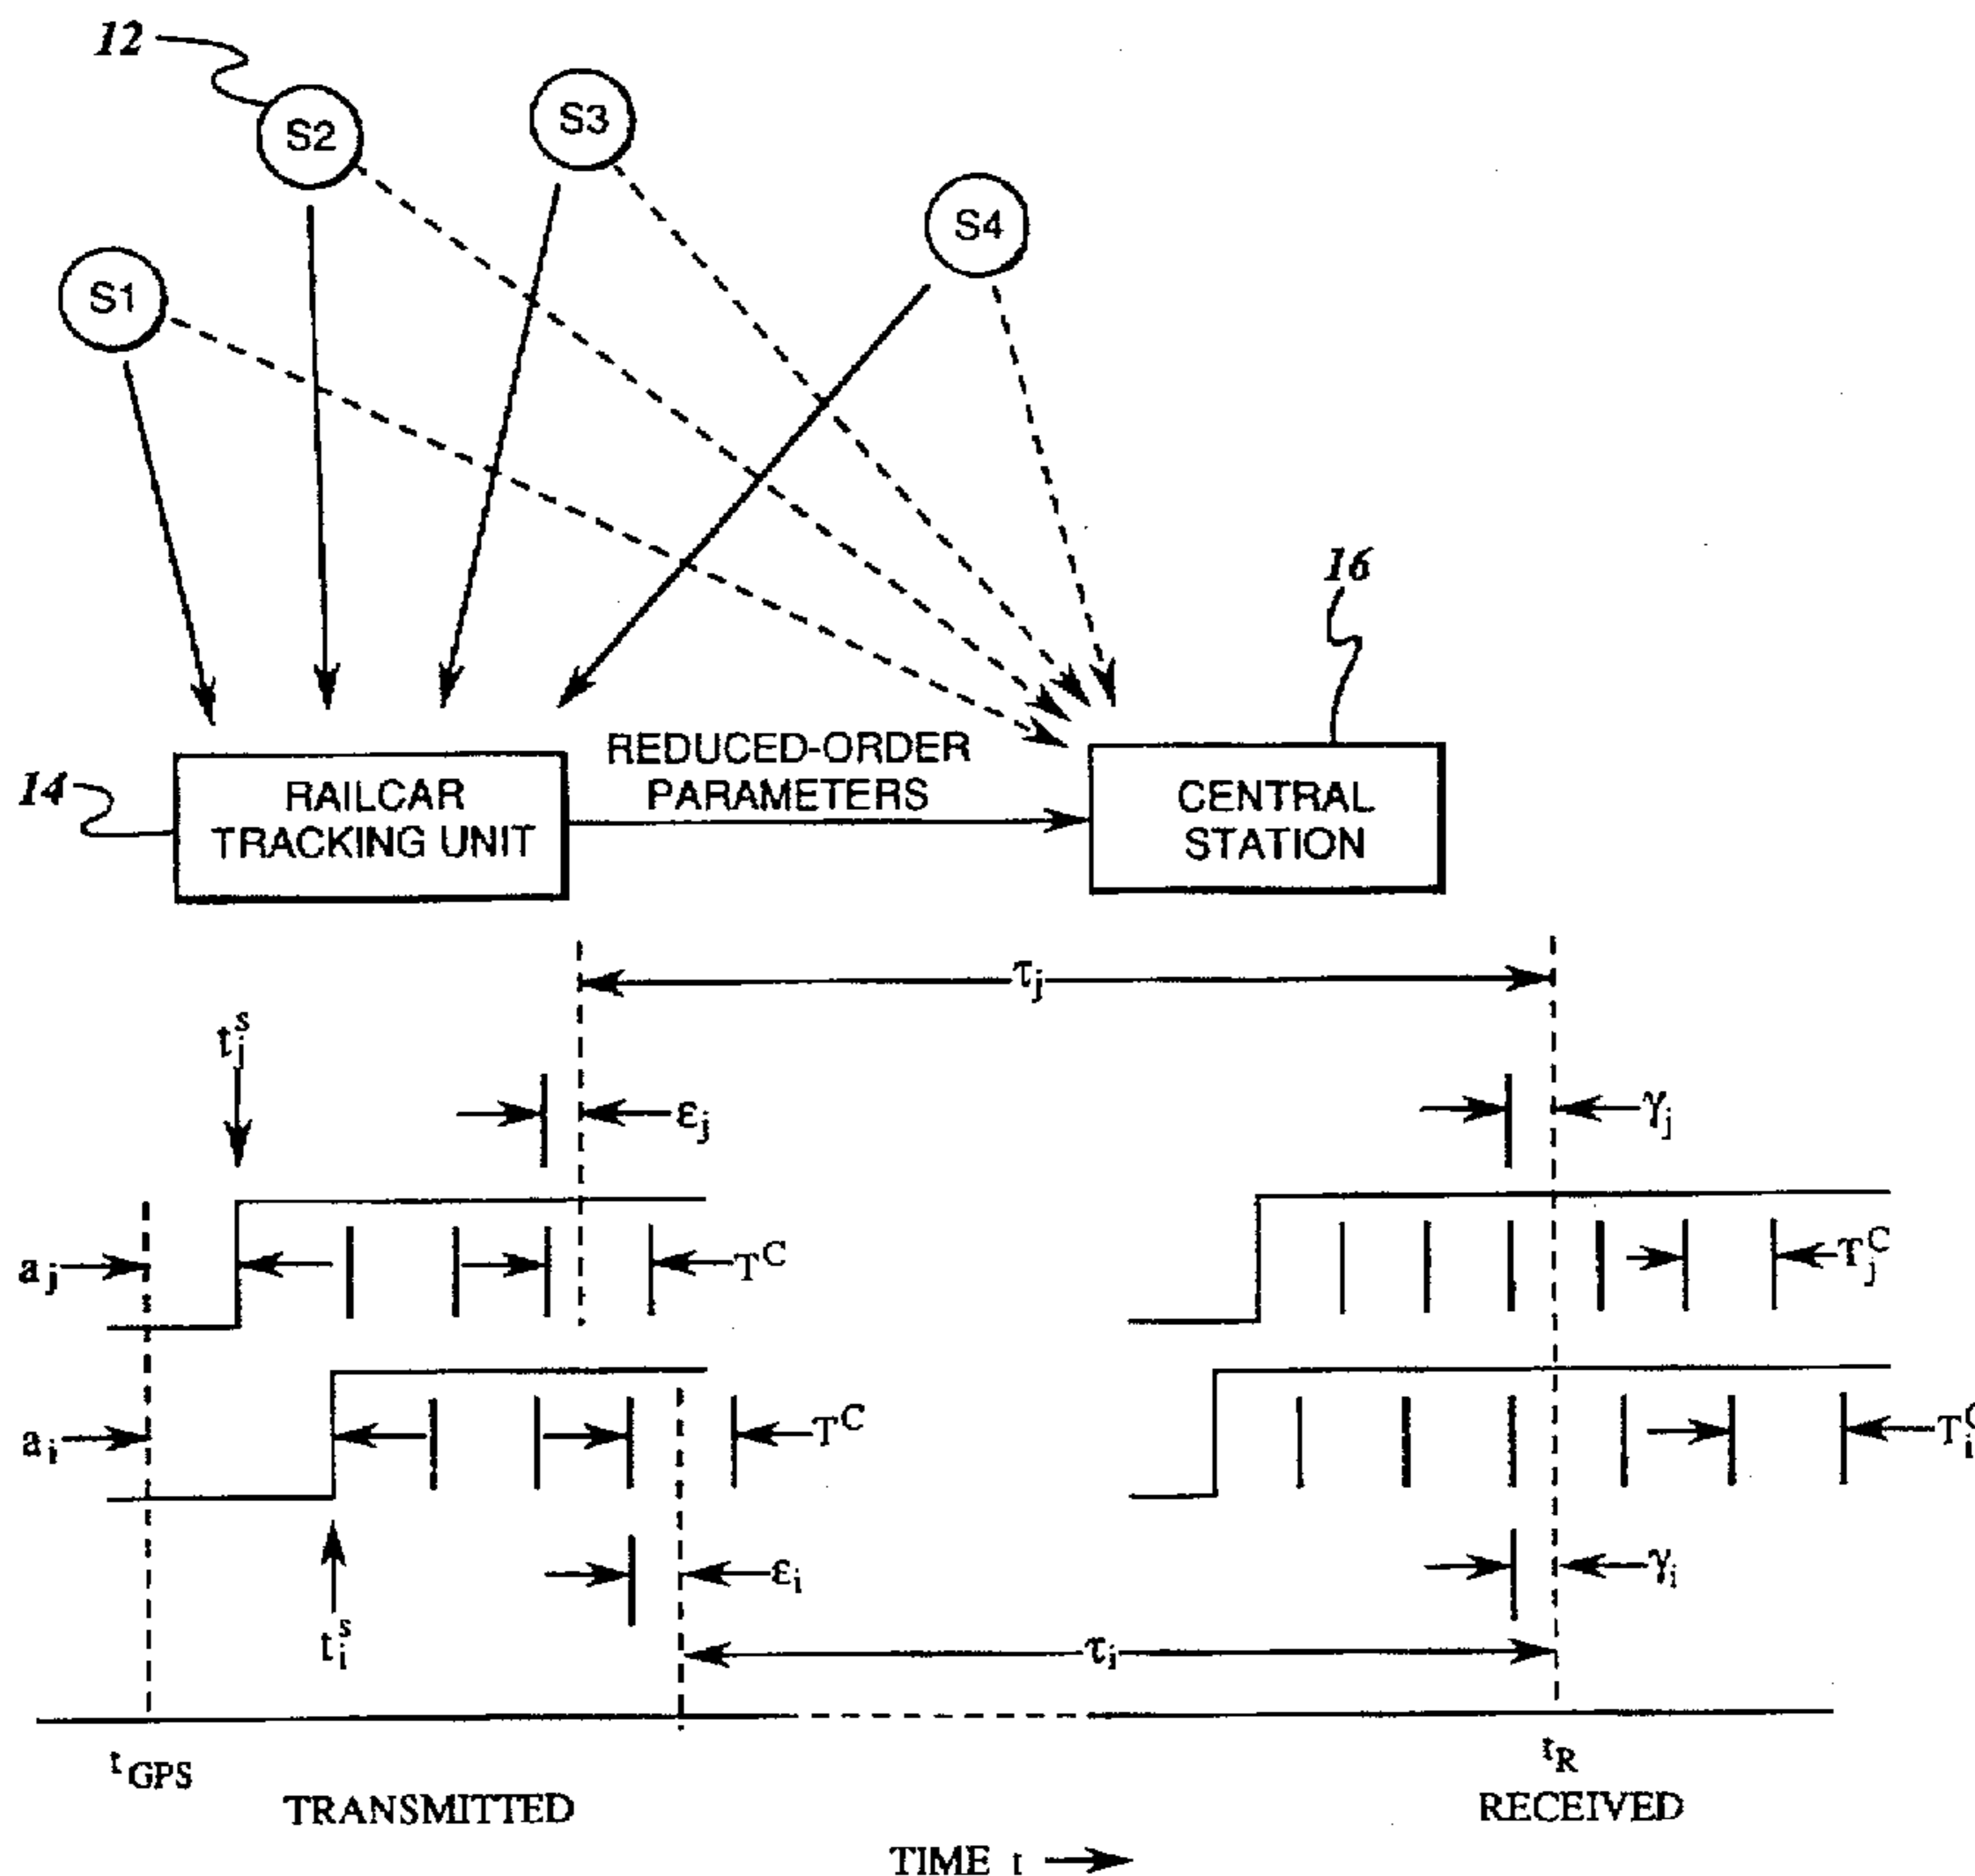 12
S2
S3
S4
S1
16
14
RAILCAR
TRACKING UNIT
REDUCED-ORDER
PARAMETERS
CENTRAL
STATION
τj
tjˢ
εj
γj
aj
Tᶜ
Tjᶜ
ai
Tᶜ
Tiᶜ
εi
γi
tiˢ
τi
tGPS
tR
TRANSMITTED
RECEIVED
TIME t